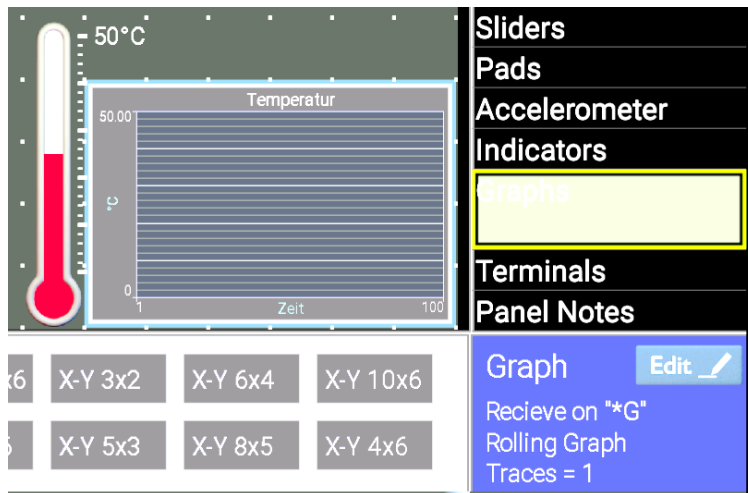 50°C
Temperatur
50.00
°C
0
1
Zeit
100
Sliders
Pads
Accelerometer
Indicators
Graphs
Terminals
Panel Notes
X-Y 3x2
X-Y 6x4
X-Y 10x6
X-Y 5x3
X-Y 8x5
X-Y 4x6
Graph
Edit
Recieve on "*G"
Rolling Graph
Traces = 1